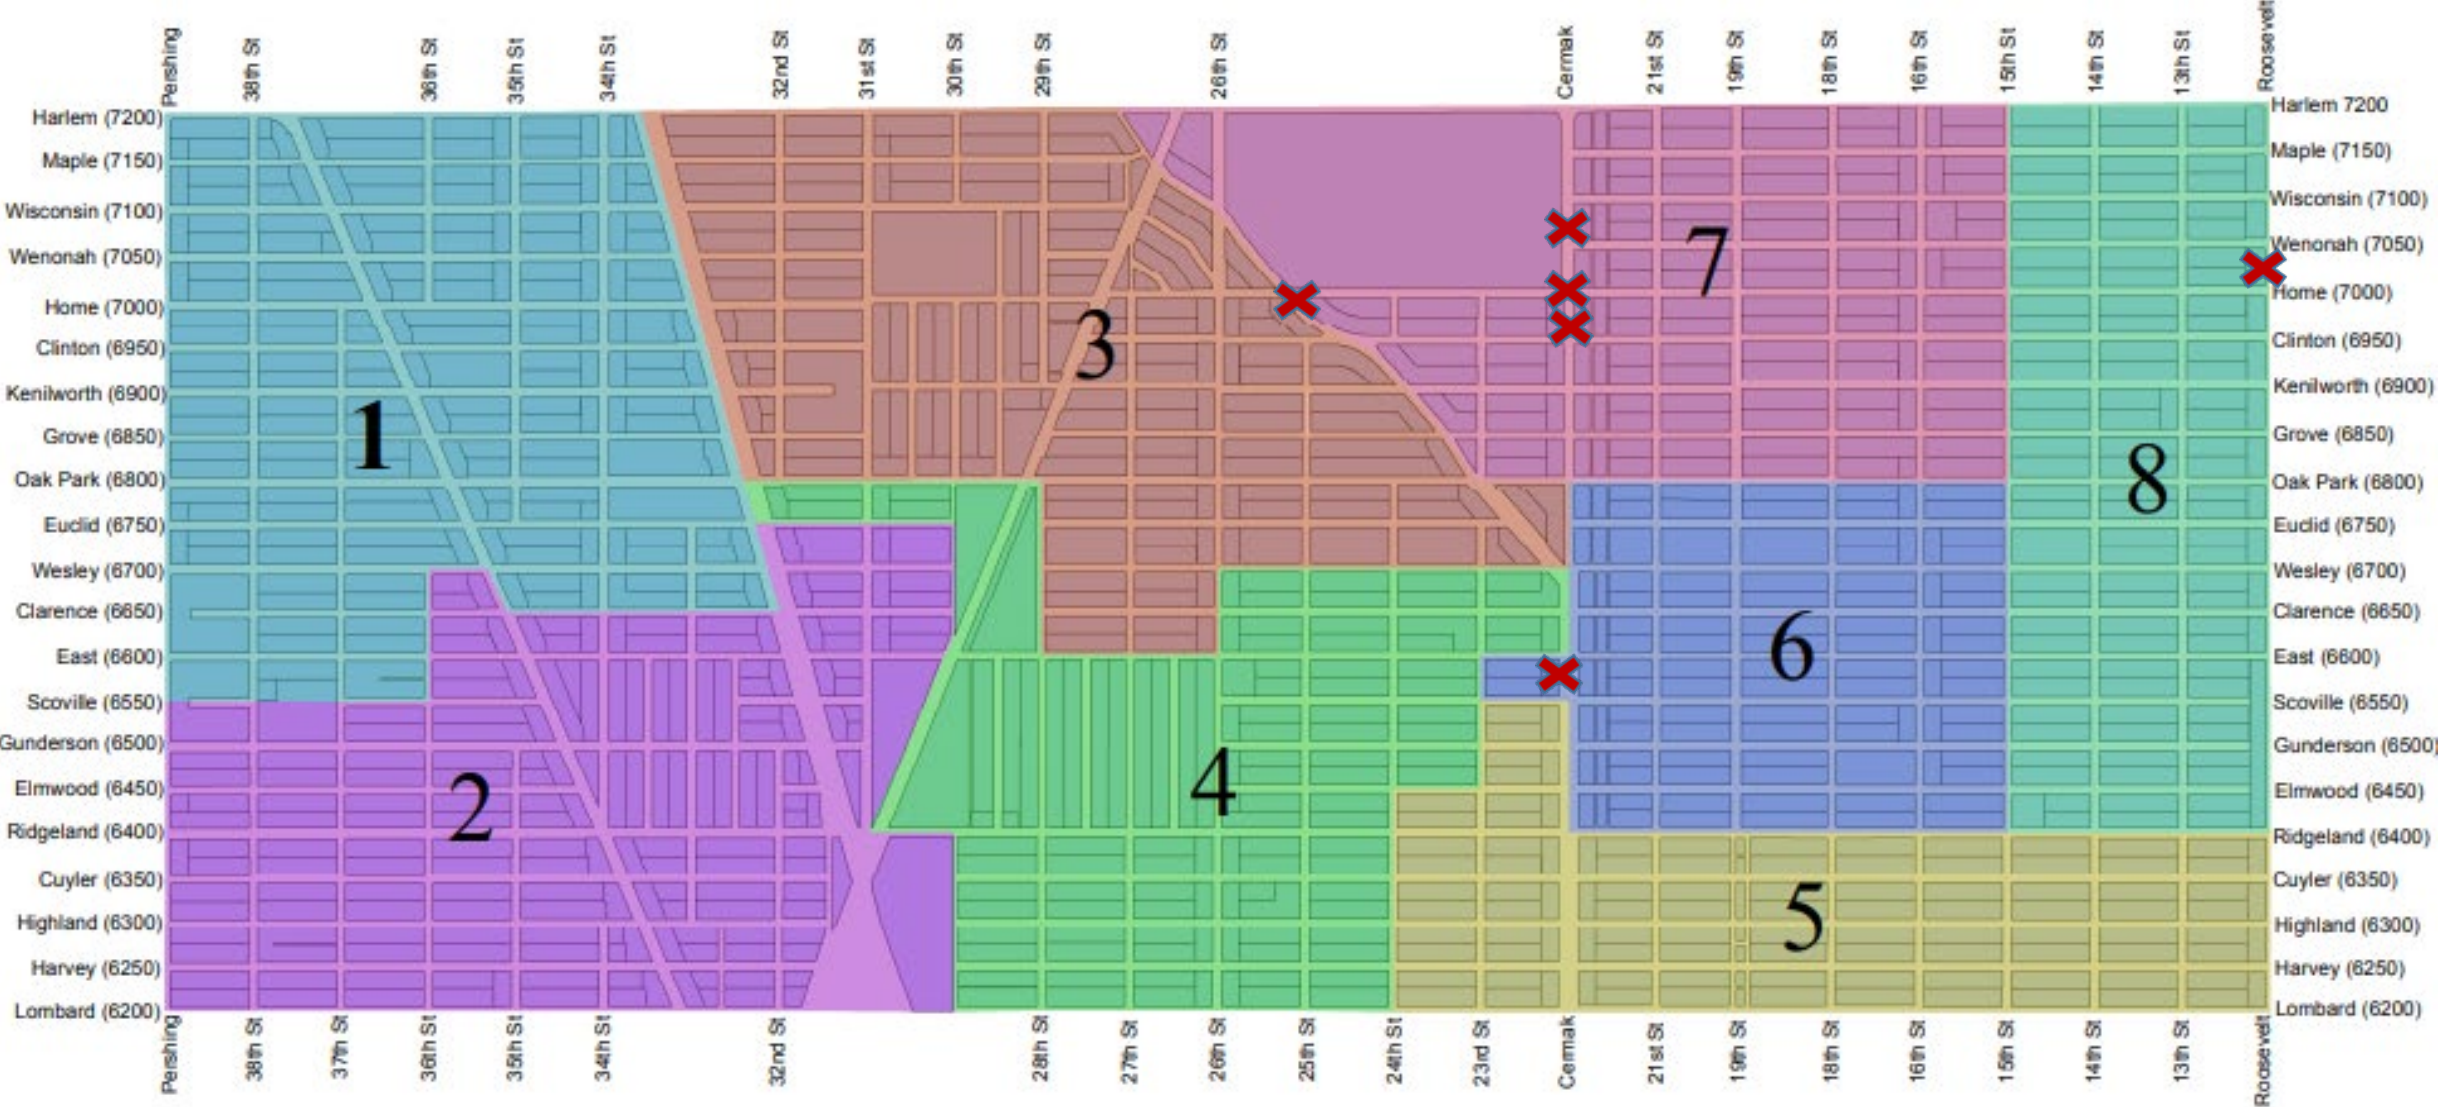 Pershing
38th St
36th St
35th St
34th St
32nd St
31st St
30th St
29th St
26th St
Cermak
21st St
19th St
18th St
16th St
15th St
14th St
13th St
Roosevelt
Harlem (7200)
Maple (7150)
Wisconsin (7100)
Wenonah (7050)
Home (7000)
Clinton (6950)
Kenilworth (6900)
Grove (6850)
Oak Park (6800)
Euclid (6750)
Wesley (6700)
Clarence (6650)
East (6600)
Scoville (6550)
Gunderson (6500)
Elmwood (6450)
Ridgeland (6400)
Cuyler (6350)
Highland (6300)
Harvey (6250)
Lombard (6200)
1
2
3
4
5
6
7
8
Harlem 7200
Maple (7150)
Wisconsin (7100)
Wenonah (7050)
Home (7000)
Clinton (6950)
Kenilworth (6900)
Grove (6850)
Oak Park (6800)
Euclid (6750)
Wesley (6700)
Clarence (6650)
East (6600)
Scoville (6550)
Gunderson (6500)
Elmwood (6450)
Ridgeland (6400)
Cuyler (6350)
Highland (6300)
Harvey (6250)
Lombard (6200)
Pershing
38th St
37th St
36th St
35th St
34th St
32nd St
28th St
27th St
26th St
25th St
24th St
23rd St
Cermak
21st St
19th St
18th St
16th St
15th St
14th St
13th St
Roosevelt